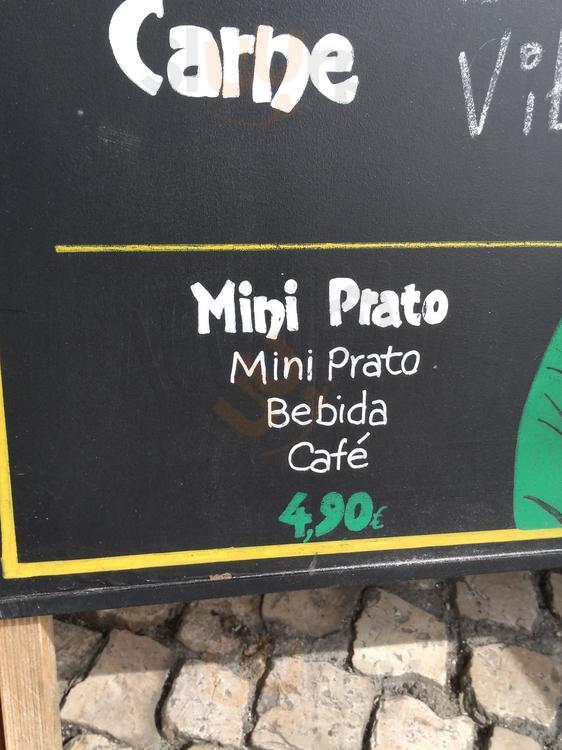 Carne
Mini Prato
Mini Prato
Bebida
Café
4,90€